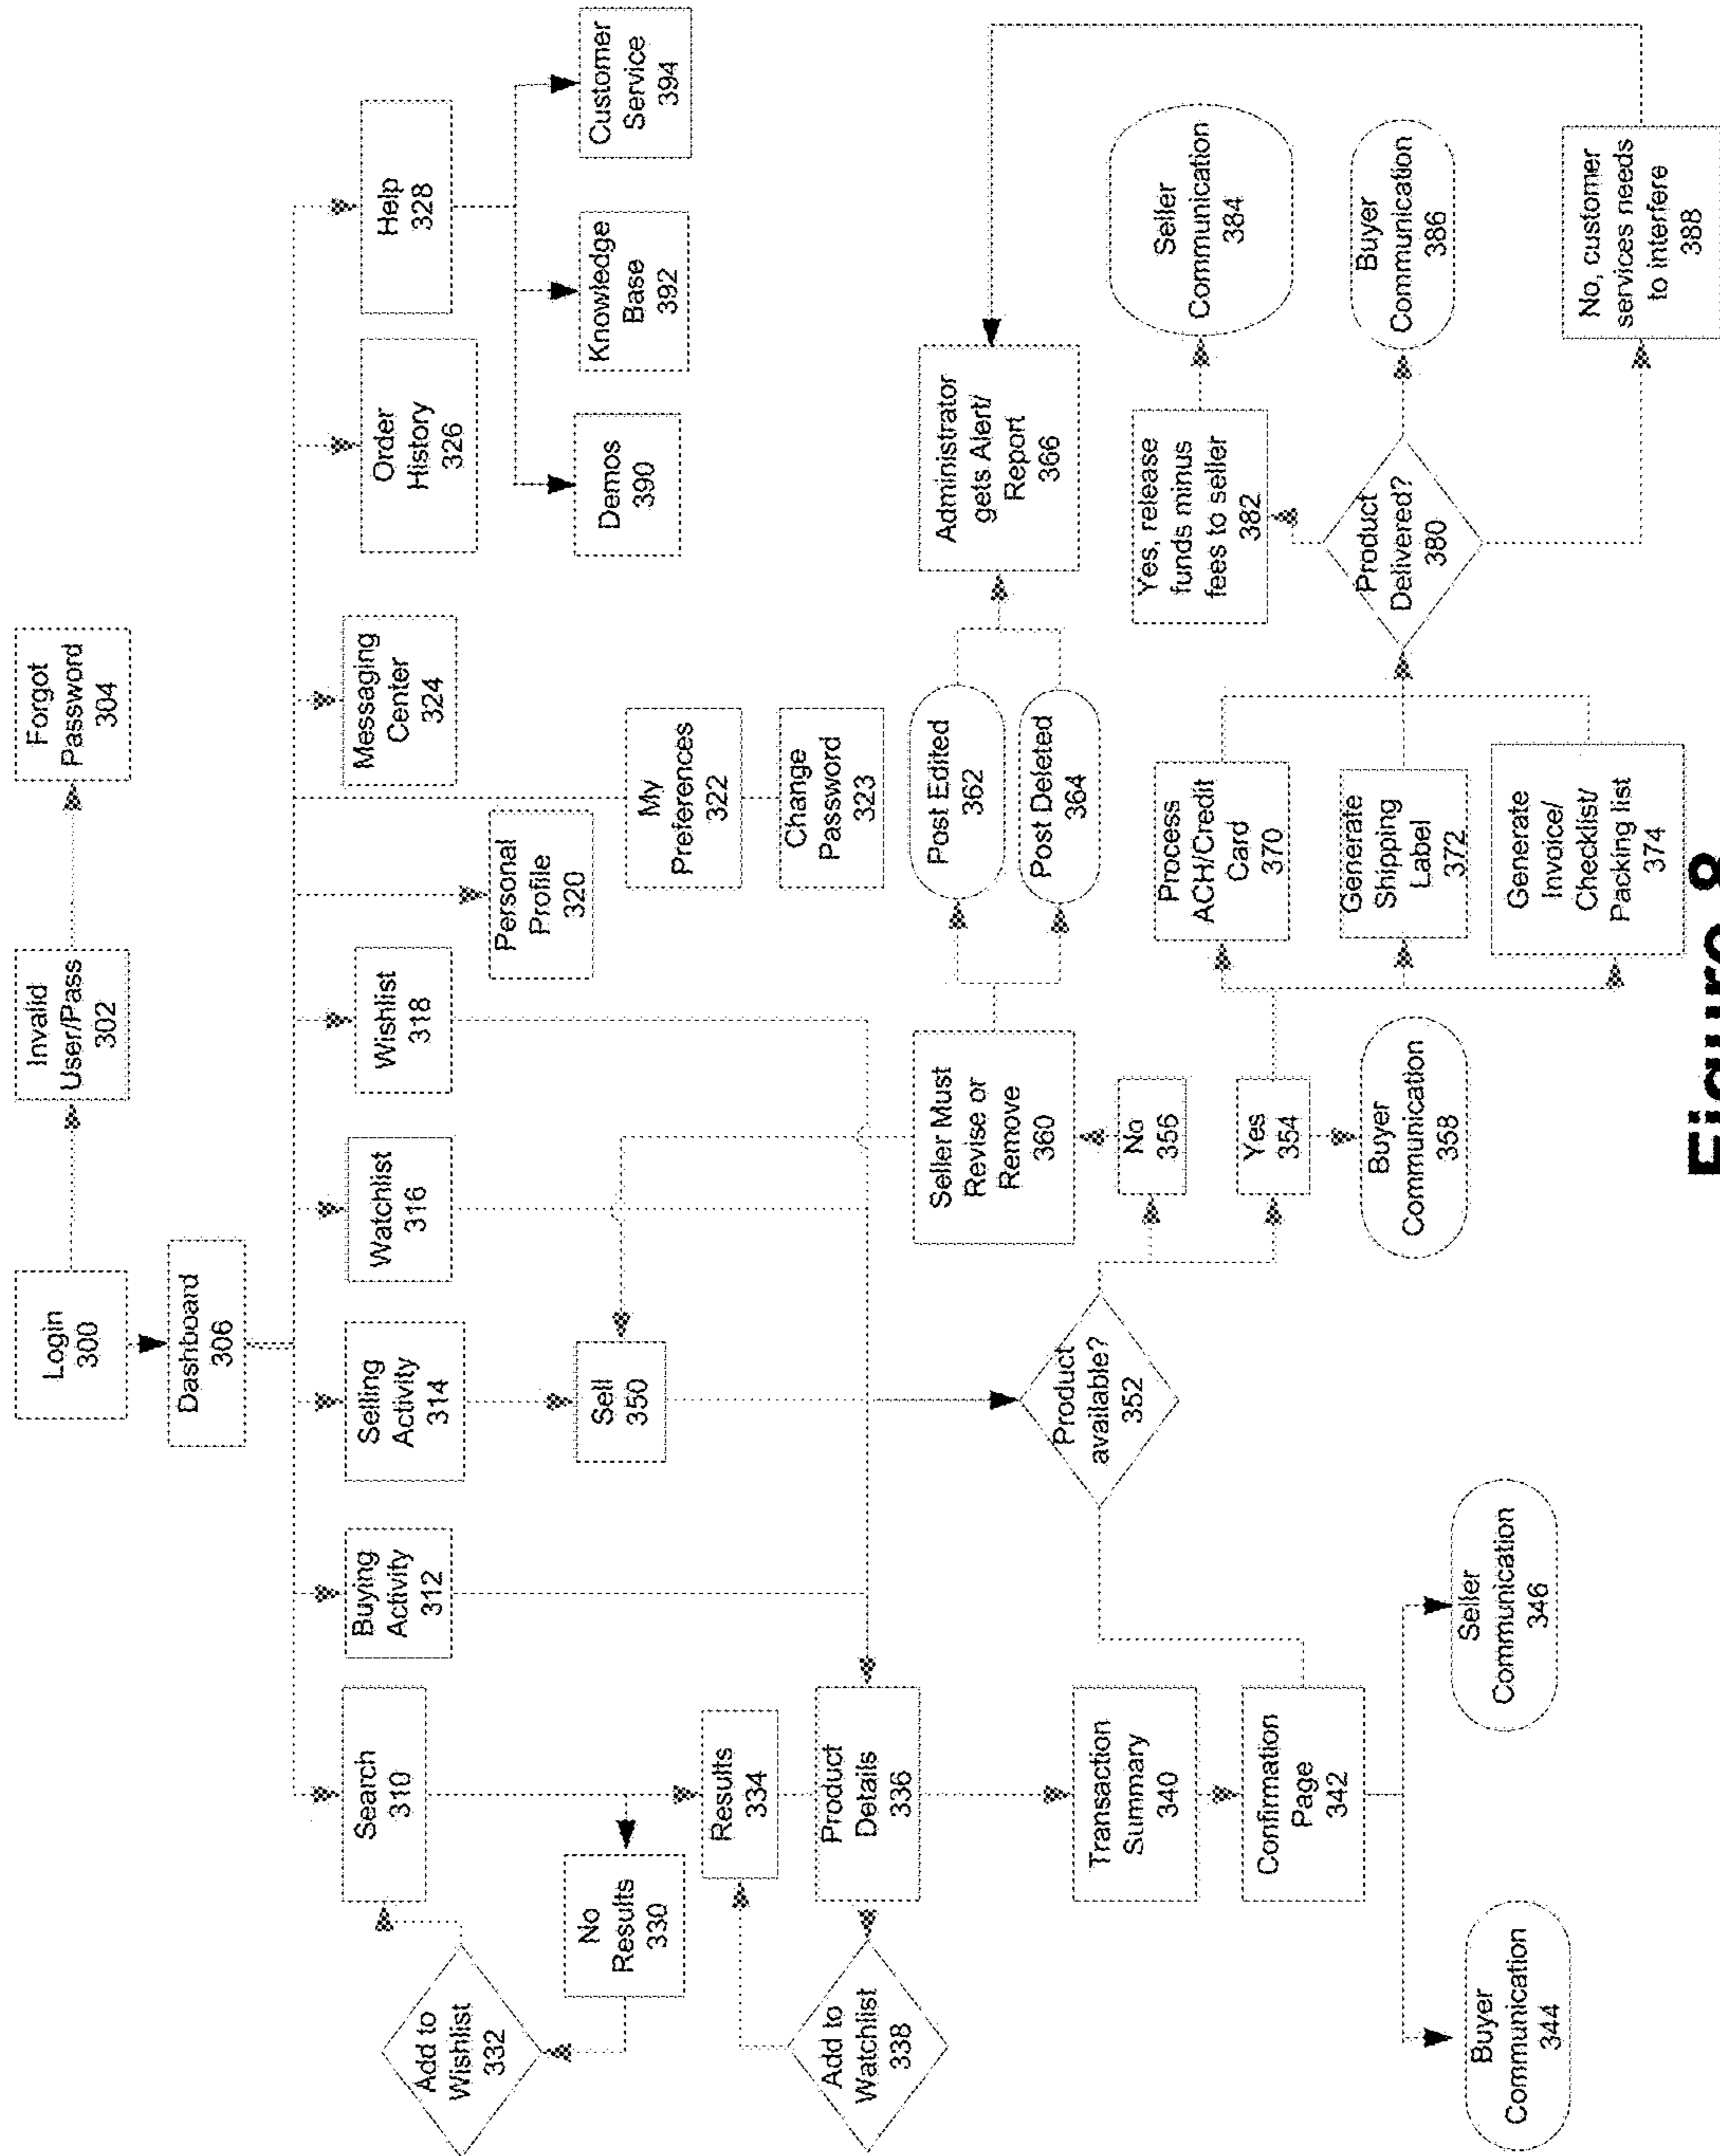 Login
300
Invalid
User/Pass
302
Forgot
Password
304
Dashboard
306
Search
310
Buying
Activity
312
Selling
Activity
314
Watchlist
316
Wishlist
318
Personal
Profile
320
My
Preferences
322
Change
Password
323
Messaging
Center
324
Order
History
326
Help
328
Demos
390
Knowledge
Base
392
Customer
Service
394
Add to
Wishlist
332
No
Results
330
Results
334
Sell
350
Add to
Watchlist
338
Product
Details
336
Seller Must
Revise or
Remove
360
Post Edited
362
Post Deleted
364
Administrator
gets Alert/
Report
366
Transaction
Summary
340
Confirmation
Page
342
Product
available?
352
No
356
Yes
354
Buyer
Communication
358
Process
ACH/Credit
Card
370
Generate
Shipping
Label
372
Generate
Invoice/
Checklist/
Packing list
374
Yes, release
funds minus
fees to seller
382
Product
Delivered?
380
Seller
Communication
384
Buyer
Communication
386
No, customer
services needs
to interfere
388
Buyer
Communication
344
Seller
Communication
346
Figure 8